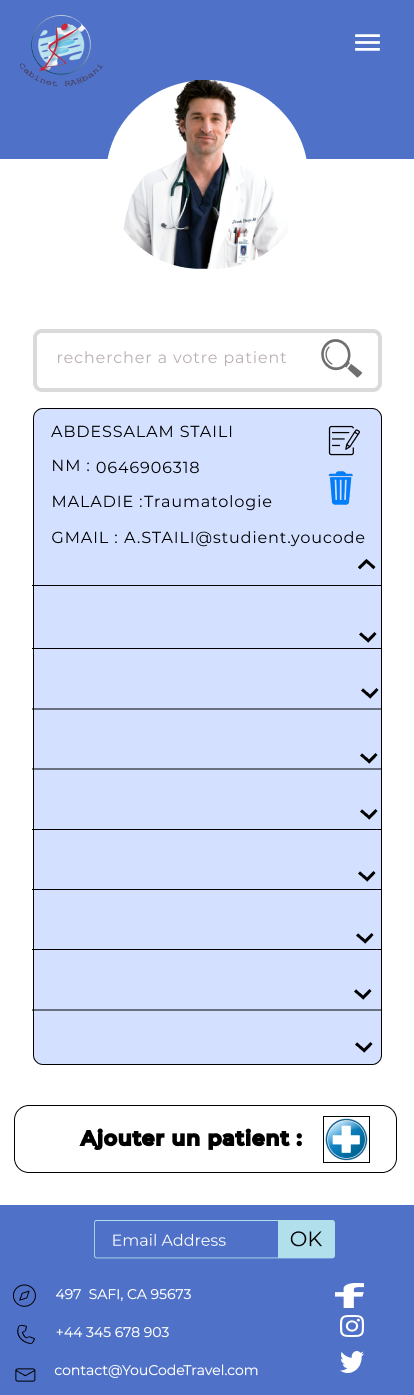 Cabinet RABbani
rechercher a votre patient
ABDESSALAM STAILI
NM : 0646906318
MALADIE :Traumatologie
GMAIL : A.STAILI@studient.youcode
Ajouter un patient :
Email Address
OK
497  SAFI, CA 95673
+44 345 678 903
contact@YouCodeTravel.com